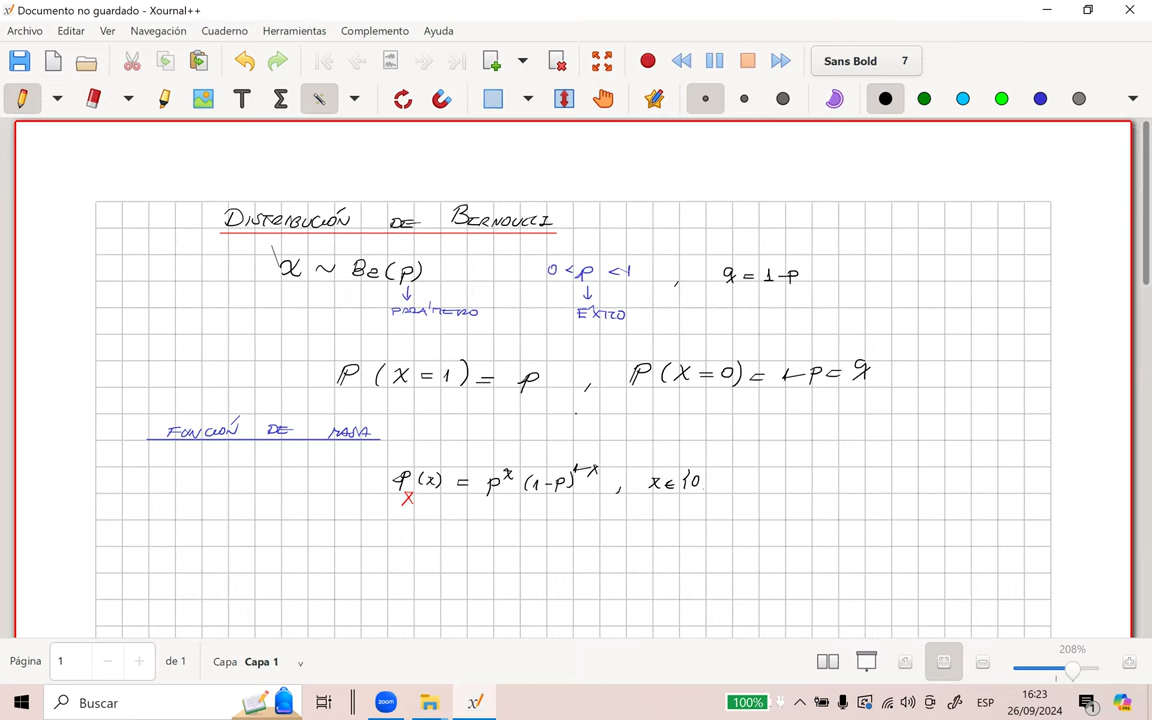 Documento no guardado - Xournal++
Archivo Editar Ver Navegación Cuaderno Herramientas Complemento Ayuda
Sans Bold 7
DISTRIBUCIÓN DE BERNOULLI
X ~ Be(p) 0 < p < 1 , q = 1-p
PARÁMETRO ÉXITO
P(X=1) = p , P(X=0) = 1-p = q
FUNCIÓN DE MASA
P (x) = p^x (1-p)^{1-x} , x ∈ {0
X
208%
Página 1 de 1 Capa Capa 1
Buscar zoom 100% ESP 16:23
26/09/2024 1